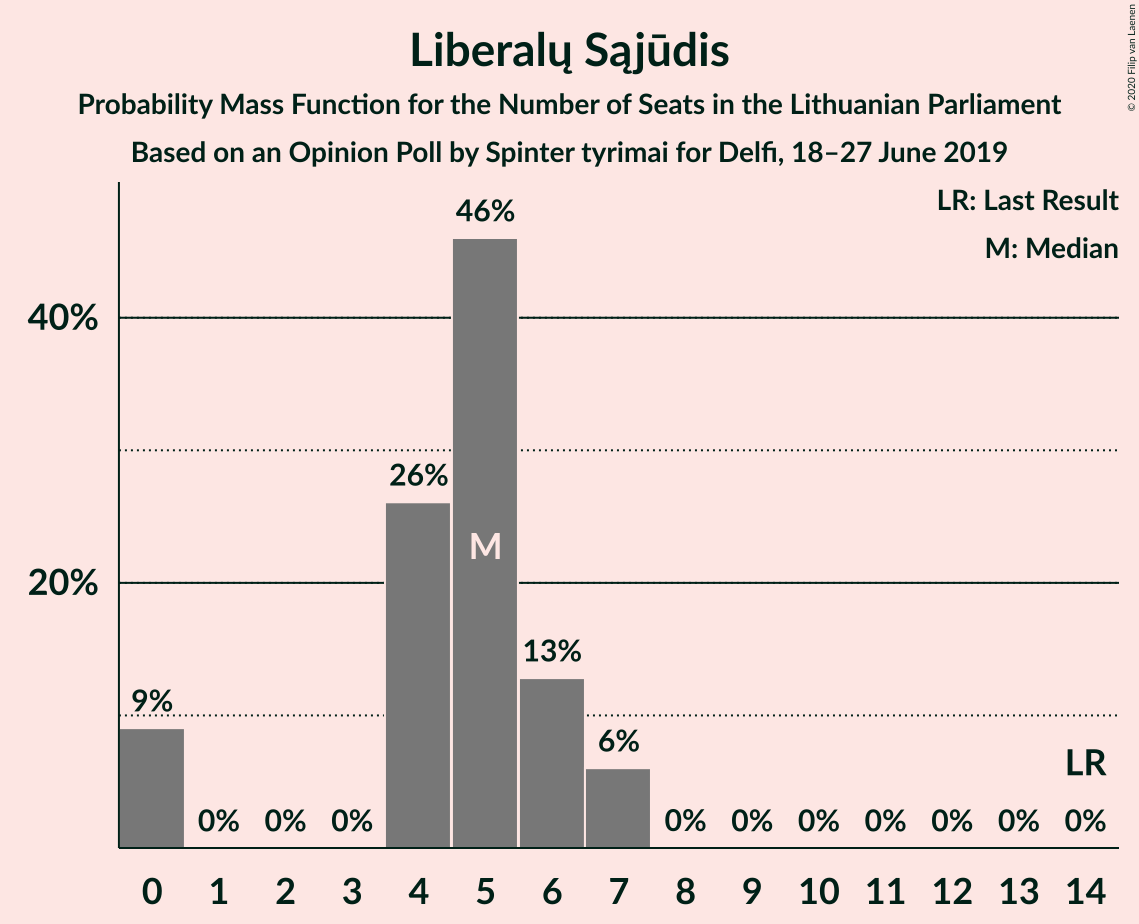 Liberalų Sąjūdis
Probability Mass Function for the Number of Seats in the Lithuanian Parliament
Based on an Opinion Poll by Spinter tyrimai for Delfi, 18–27 June 2019
© 2020 Filip van Laenen
LR: Last Result
M: Median
46%
40%
26%
M
20%
13%
9%
6%
LR
0% 0% 0% 0% 0% 0% 0% 0% 0% 0%
0 1 2 3 4 5 6 7 8 9 10 11 12 13 14